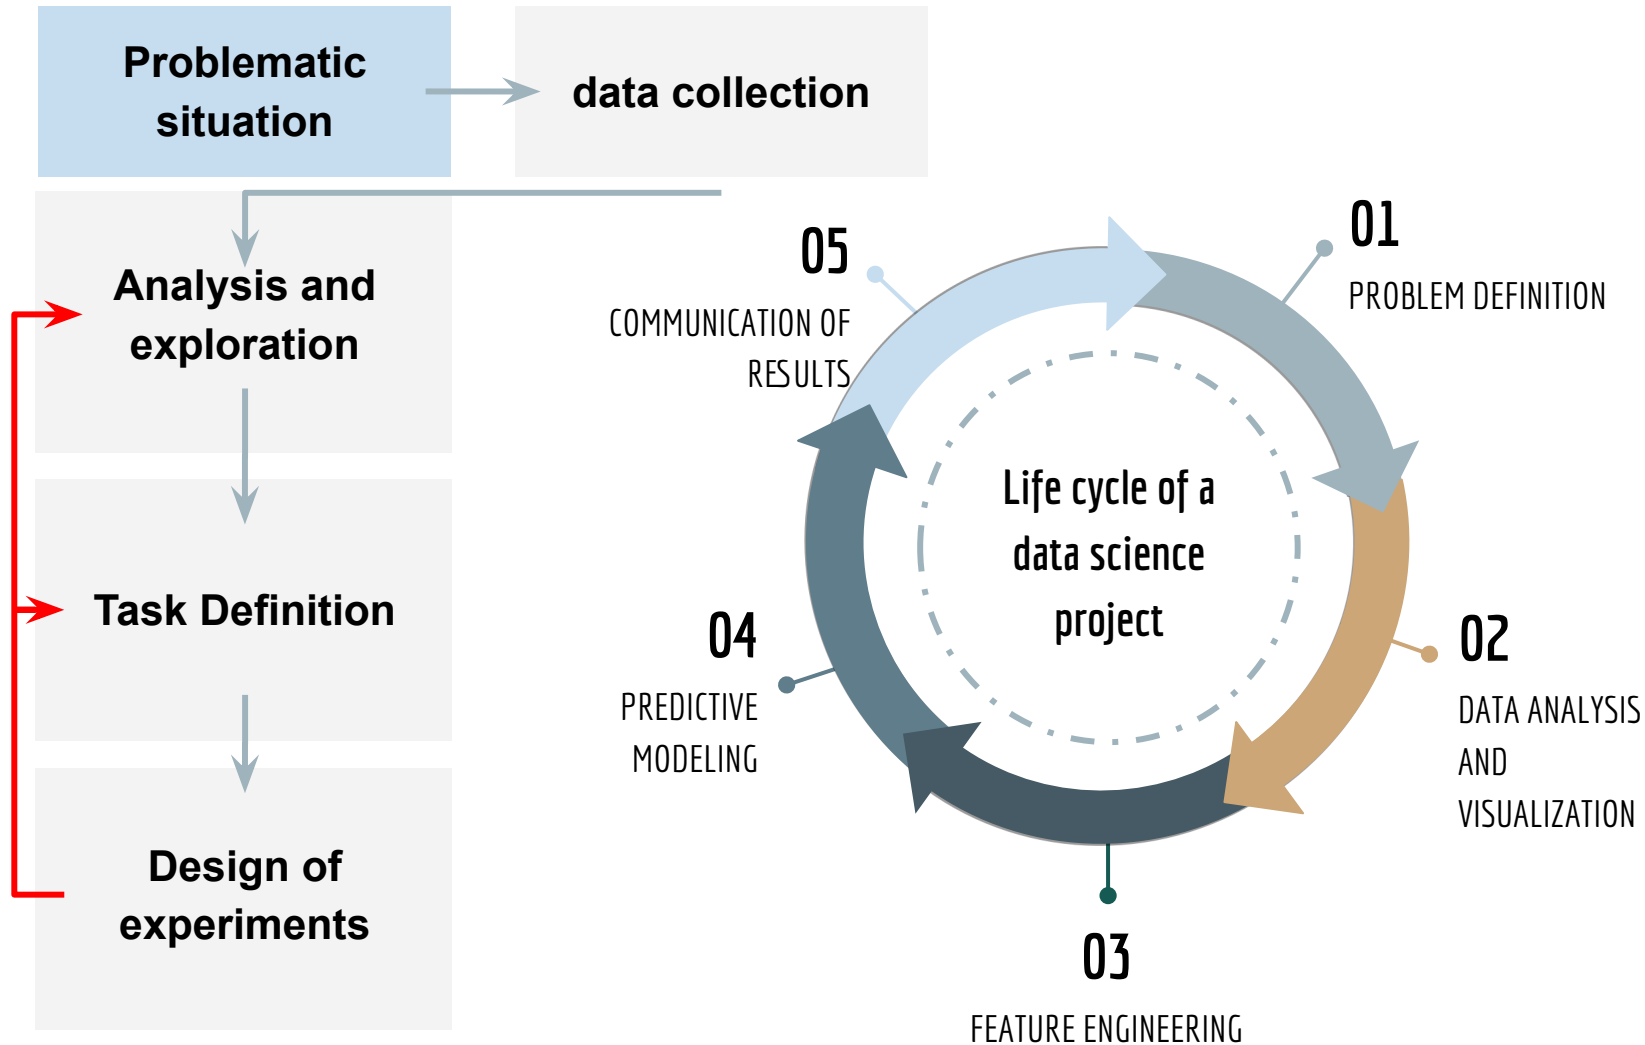 Problematic
situation
data collection
Analysis and
exploration
Task Definition
Design of
experiments
01
PROBLEM DEFINITION
02
DATA ANALYSIS
AND
VISUALIZATION
03
FEATURE ENGINEERING
04
PREDICTIVE
MODELING
05
COMMUNICATION OF
RESULTS
Life cycle of a
data science
project